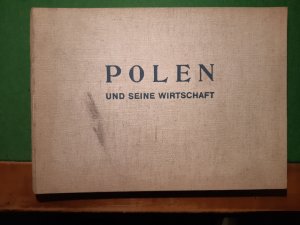 POLEN
UND SEINE WIRTSCHAFT